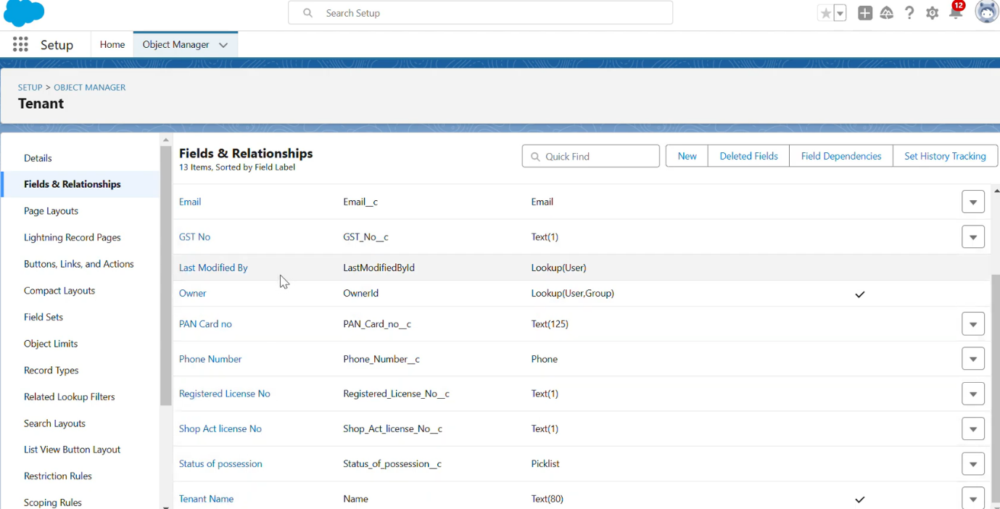 Search Setup
12
Setup
Home
Object Manager
SETUP > OBJECT MANAGER
Tenant
Details
Fields & Relationships
Page Layouts
Lightning Record Pages
Buttons, Links, and Actions
Compact Layouts
Field Sets
Object Limits
Record Types
Related Lookup Filters
Search Layouts
List View Button Layout
Restriction Rules
Scoping Rules
Fields & Relationships
13 Items, Sorted by Field Label
Quick Find
New
Deleted Fields
Field Dependencies
Set History Tracking
Email Email__c Email
GST No GST_No__c Text(1)
Last Modified By LastModifiedById Lookup(User)
Owner OwnerId Lookup(User,Group)
PAN Card no PAN_Card_no__c Text(125)
Phone Number Phone_Number__c Phone
Registered License No Registered_License_No__c Text(1)
Shop Act license No Shop_Act_license_No__c Text(1)
Status of possession Status_of_possession__c Picklist
Tenant Name Name Text(80)